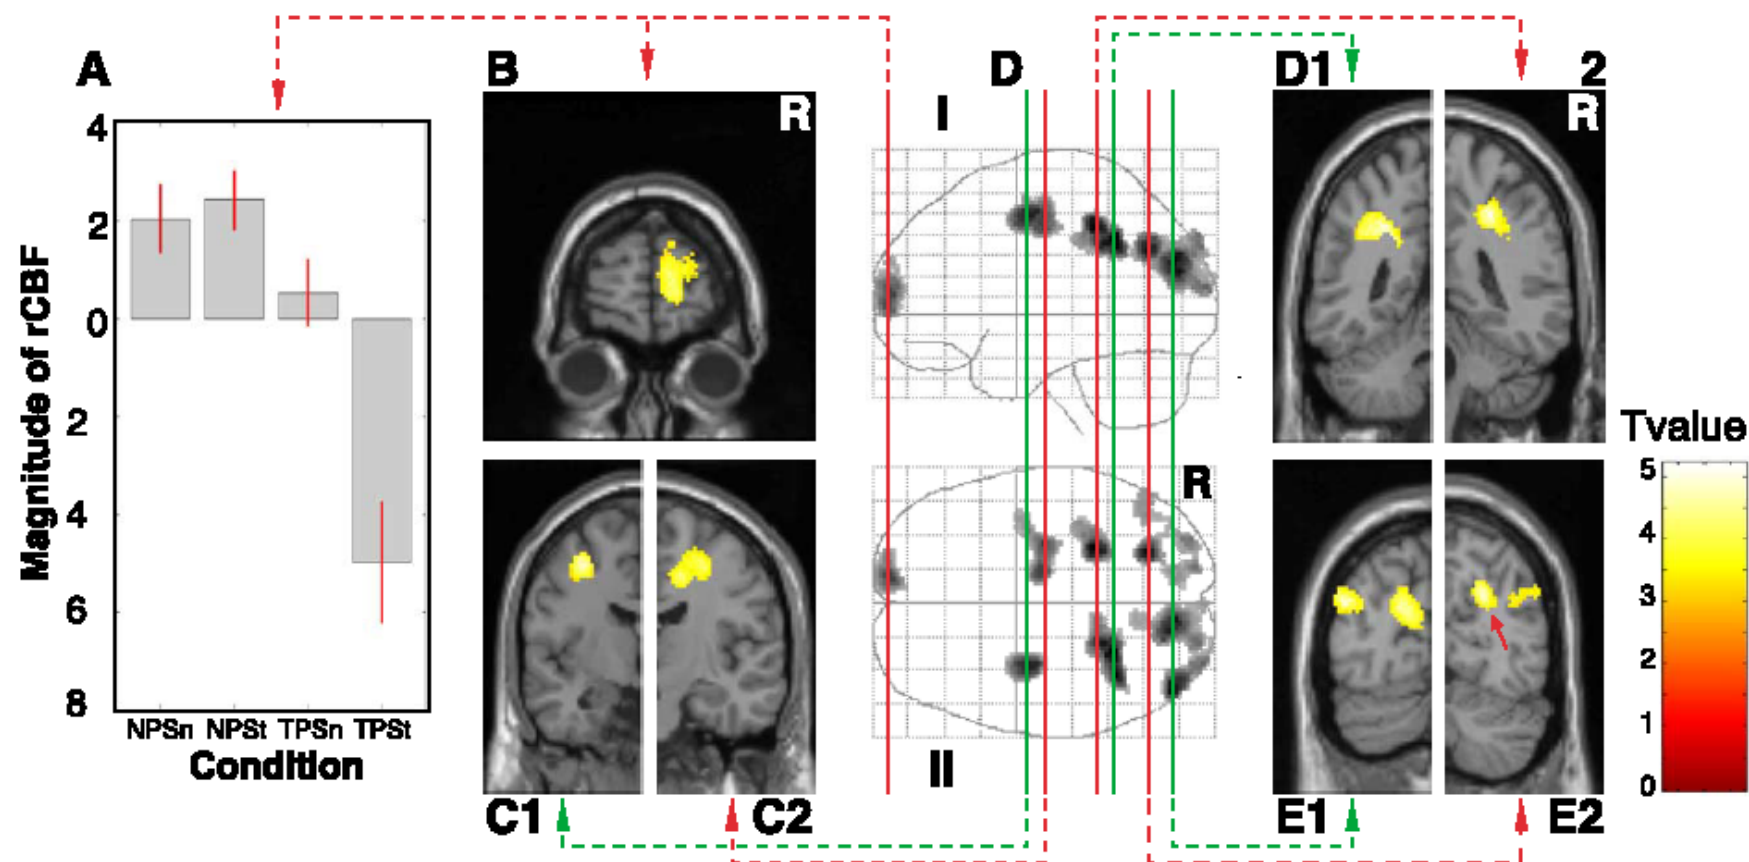 A
B
D
D1
2
R
I
R
4
2
0
2
4
6
8
Magnitude of rCBF
NPSn NPSt TPSn TPSt
Condition
R
II
C1
C2
E1
E2
Tvalue
5
4
3
2
1
0